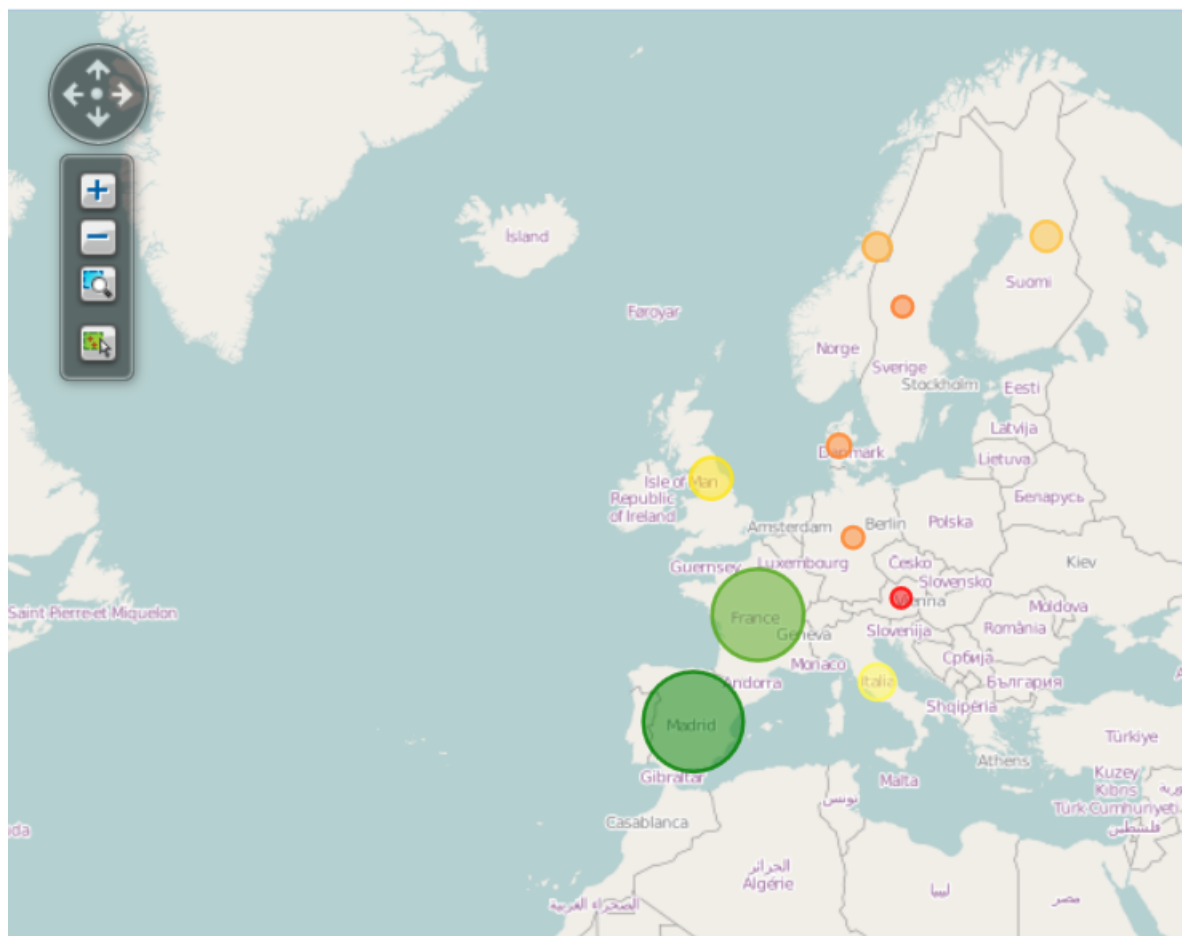 Ísland
Suomi
Føroyar
Norge
Sverige
Stockholm
Eesti
Latvija
Danmark
Lietuva
Isle of Man
Republic
of Ireland
Беларусь
Amsterdam
Berlin
Polska
Guernsey
Luxembourg
Česko
Kiev
Slovensko
Vienna
Saint-Pierre-et-Miquelon
Moldova
France
Geneva
Slovenija
România
Monaco
Србија
Andorra
Italia
България
Shqipëria
Madrid
Türkiye
Athens
Gibraltar
Malta
Kuzey
Kıbrıs
Türk Cumhuriyeti
تونس
Casablanca
فلسطين
الجزائر
Algérie
ليبيا
مصر
الصحراء الغربية